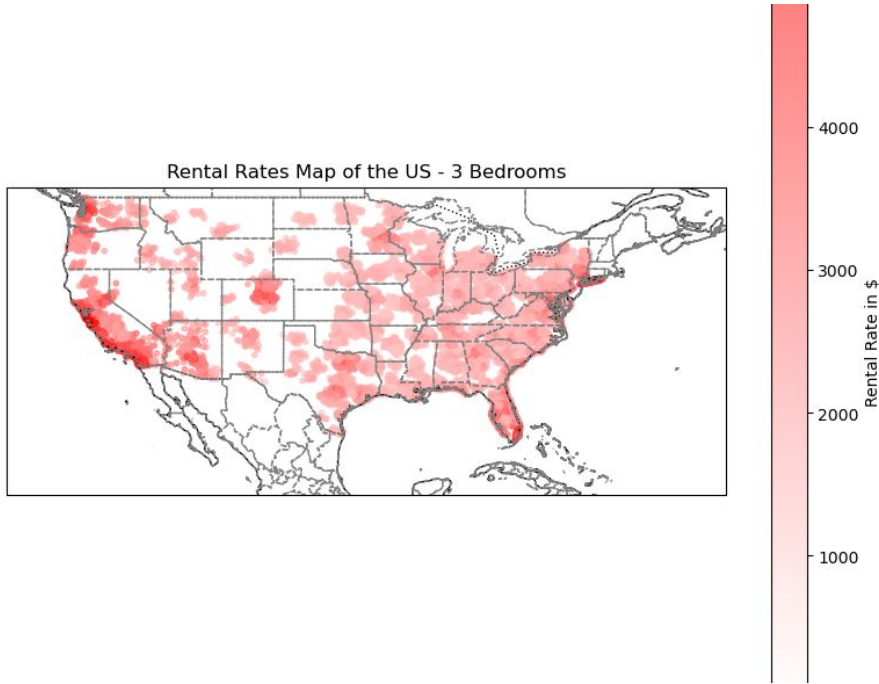 Rental Rates Map of the US - 3 Bedrooms
4000
3000
2000
1000
Rental Rate in $